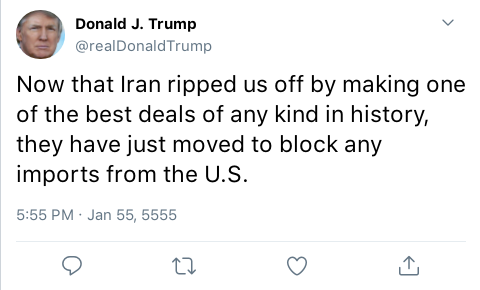 Donald J. Trump
@realDonaldTrump
Now that Iran ripped us off by making one
of the best deals of any kind in history,
they have just moved to block any
imports from the U.S.
5:55 PM · Jan 55, 5555